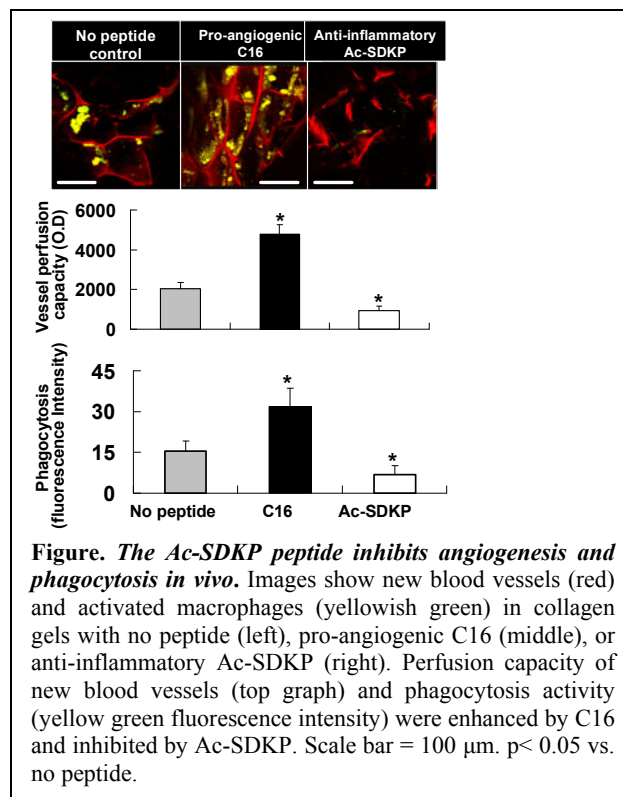 No peptide control
Pro-angiogenic C16
Anti-inflammatory Ac-SDKP
Vessel perfusion capacity (O.D)
6000
4000
2000
0
*
*
Phagocytosis (fluorescence Intensity)
45
30
15
0
*
*
No peptide C16 Ac-SDKP
Figure. The Ac-SDKP peptide inhibits angiogenesis and
phagocytosis in vivo. Images show new blood vessels (red)
and activated macrophages (yellowish green) in collagen
gels with no peptide (left), pro-angiogenic C16 (middle), or
anti-inflammatory Ac-SDKP (right). Perfusion capacity of
new blood vessels (top graph) and phagocytosis activity
(yellow green fluorescence intensity) were enhanced by C16
and inhibited by Ac-SDKP. Scale bar = 100 μm. p< 0.05 vs.
no peptide.